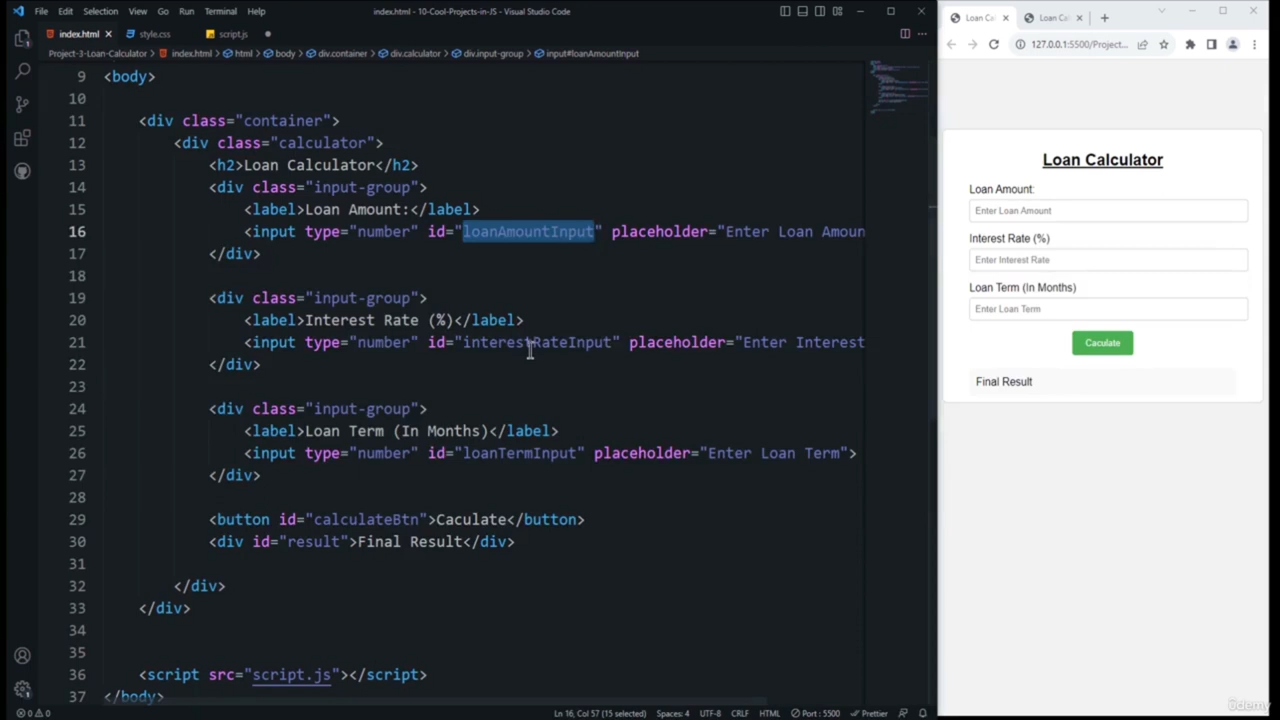 File Edit Selection View Go Run Terminal Help
index.html - 10-Cool-Projects-in-JS - Visual Studio Code
index.html style.css script.js
Project-3-Loan-Calculator > index.html > html > body > div.container > div.calculator > div.input-group > input#loanAmountInput
9 <body>
10
11 <div class="container">
12 <div class="calculator">
13 <h2>Loan Calculator</h2>
14 <div class="input-group">
15 <label>Loan Amount:</label>
16 <input type="number" id="loanAmountInput" placeholder="Enter Loan Amoun
17 </div>
18
19 <div class="input-group">
20 <label>Interest Rate (%)</label>
21 <input type="number" id="interestRateInput" placeholder="Enter Interest
22 </div>
23
24 <div class="input-group">
25 <label>Loan Term (In Months)</label>
26 <input type="number" id="loanTermInput" placeholder="Enter Loan Term">
27 </div>
28
29 <button id="calculateBtn">Caculate</button>
30 <div id="result">Final Result</div>
31
32 </div>
33 </div>
34
35
36 <script src="script.js"></script>
37 </body>
0 0
Ln 16, Col 57 (15 selected) Spaces: 4 UTF-8 CRLF HTML Port : 5500 Prettier
Loan Ca Loan Ca
127.0.0.1:5500/Project...
Loan Calculator
Loan Amount:
Enter Loan Amount
Interest Rate (%)
Enter Interest Rate
Loan Term (In Months)
Enter Loan Term
Caculate
Final Result
ûdemy